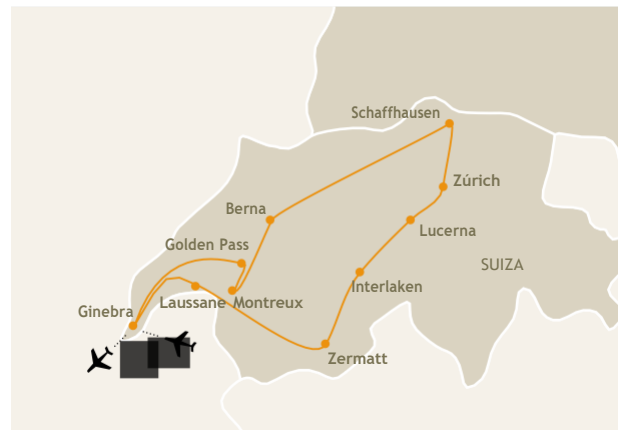 Schaffhausen
Zúrich
Berna
Lucerna
Golden Pass
SUIZA
Interlaken
Laussane Montreux
Ginebra
Zermatt